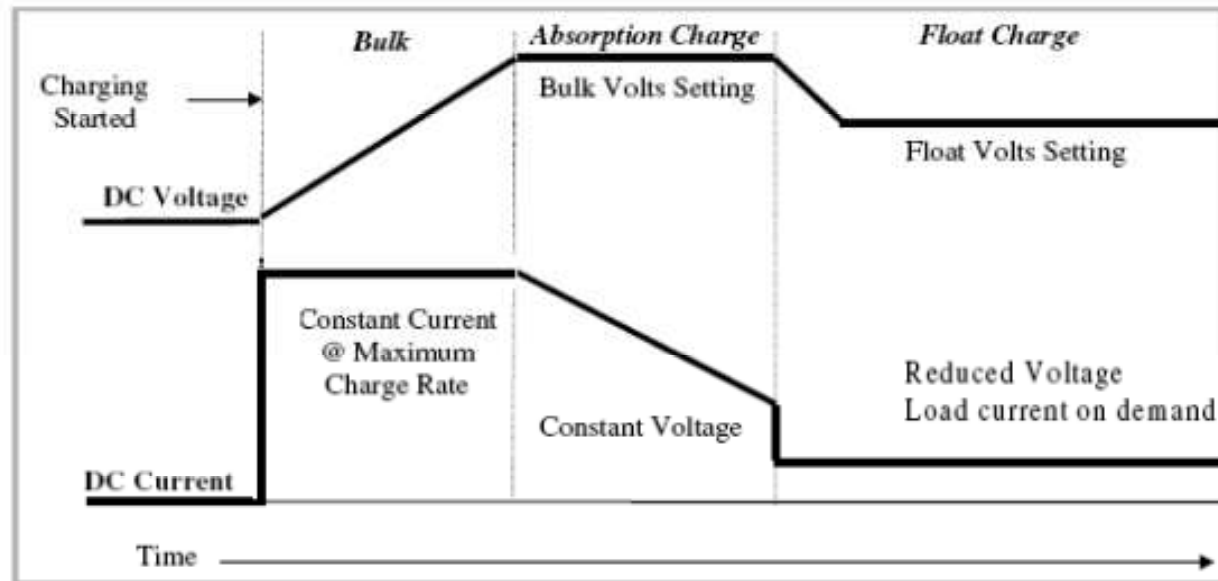 Bulk
Absorption Charge
Float Charge
Charging
Started
Bulk Volts Setting
Float Volts Setting
DC Voltage
Constant Current
@ Maximum
Charge Rate
Constant Voltage
Reduced Voltage
Load current on demand
DC Current
Time